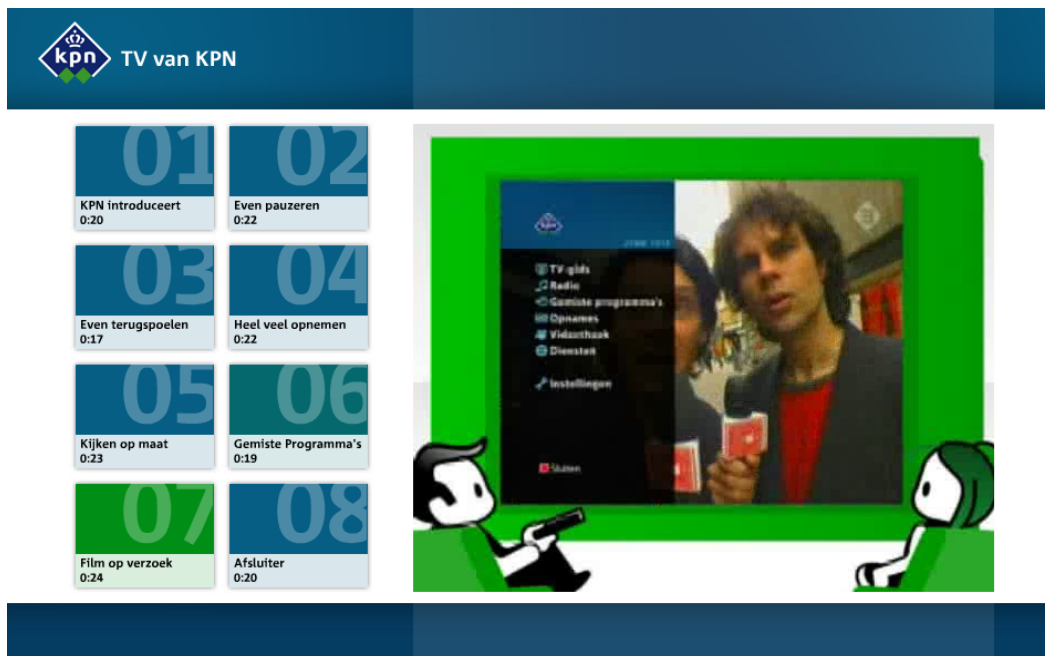 kpn
TV van KPN
01
KPN introduceert
0:20
02
Even pauzeren
0:22
03
Even terugspoelen
0:17
04
Heel veel opnemen
0:22
05
Kijken op maat
0:23
06
Gemiste Programma's
0:19
07
Film op verzoek
0:24
08
Afsluiter
0:20
kpn
TV-gids
Radio
Gemiste programma's
Opnames
Videotheek
Diensten
Instellingen
Sluiten
3